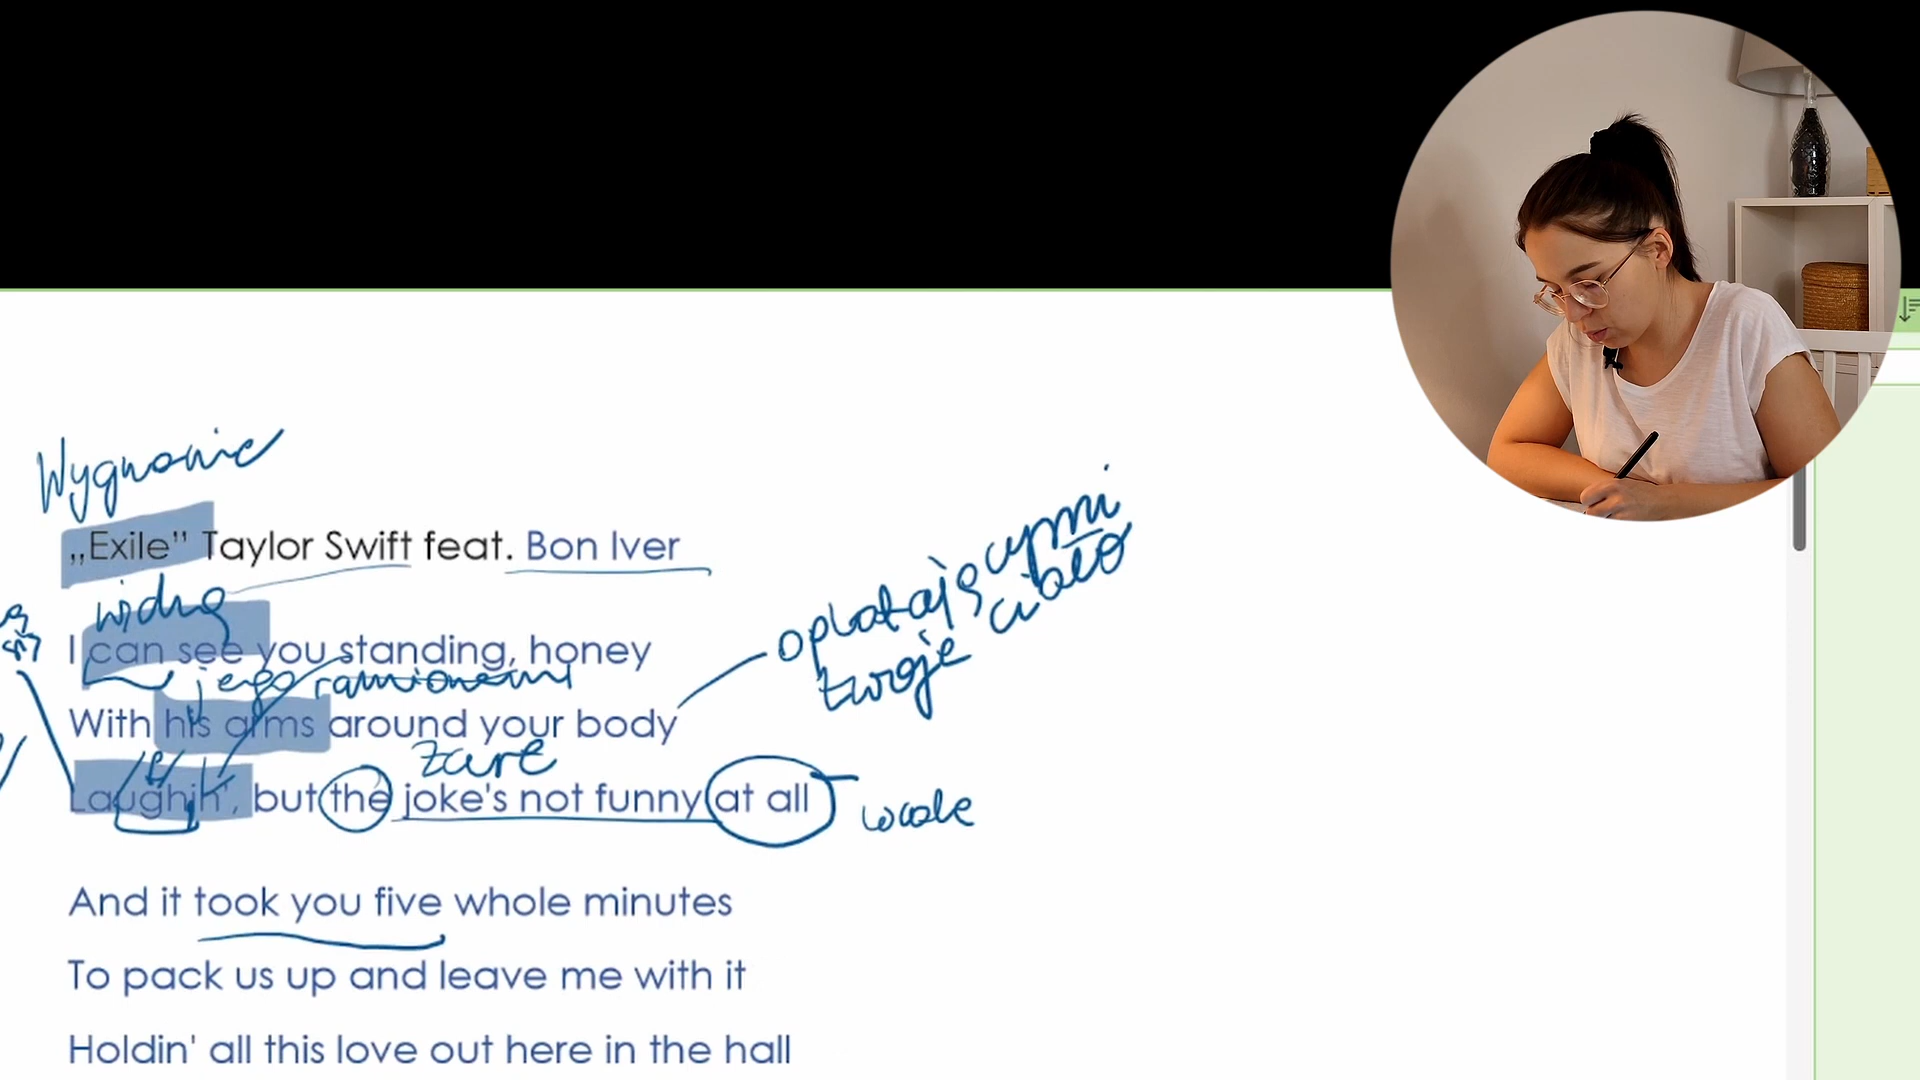 Wygnanie
„Exile” Taylor Swift feat. Bon Iver
widzę
I can see you standing, honey
jego ramionami
With his arms around your body
oplatającymi
twoje ciało
żart
Laughin', but the joke's not funny at all
wcale
And it took you five whole minutes
To pack us up and leave me with it
Holdin' all this love out here in the hall